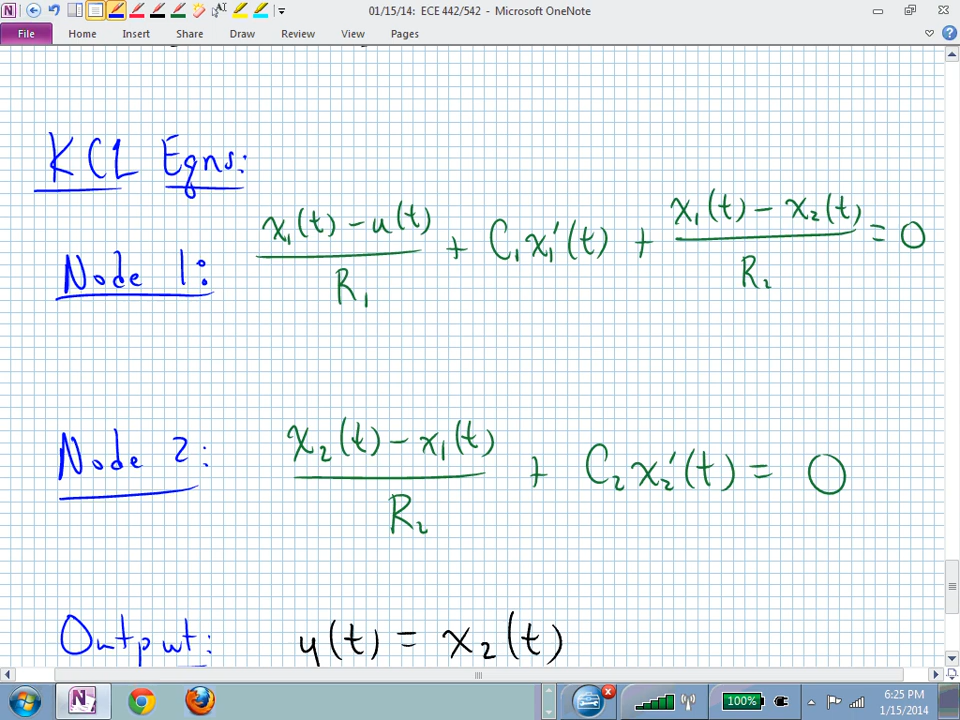 01/15/14: ECE 442/542 - Microsoft OneNote
File Home Insert Share Draw Review View Pages
KCL Eqns:
Node 1: (x₁(t) − u(t))/R₁ + C₁x₁′(t) + (x₁(t) − x₂(t))/R₂ = 0
Node 2: (x₂(t) − x₁(t))/R₂ + C₂x₂′(t) = 0
Output: y(t) = x₂(t)
100%
6:25 PM
1/15/2014